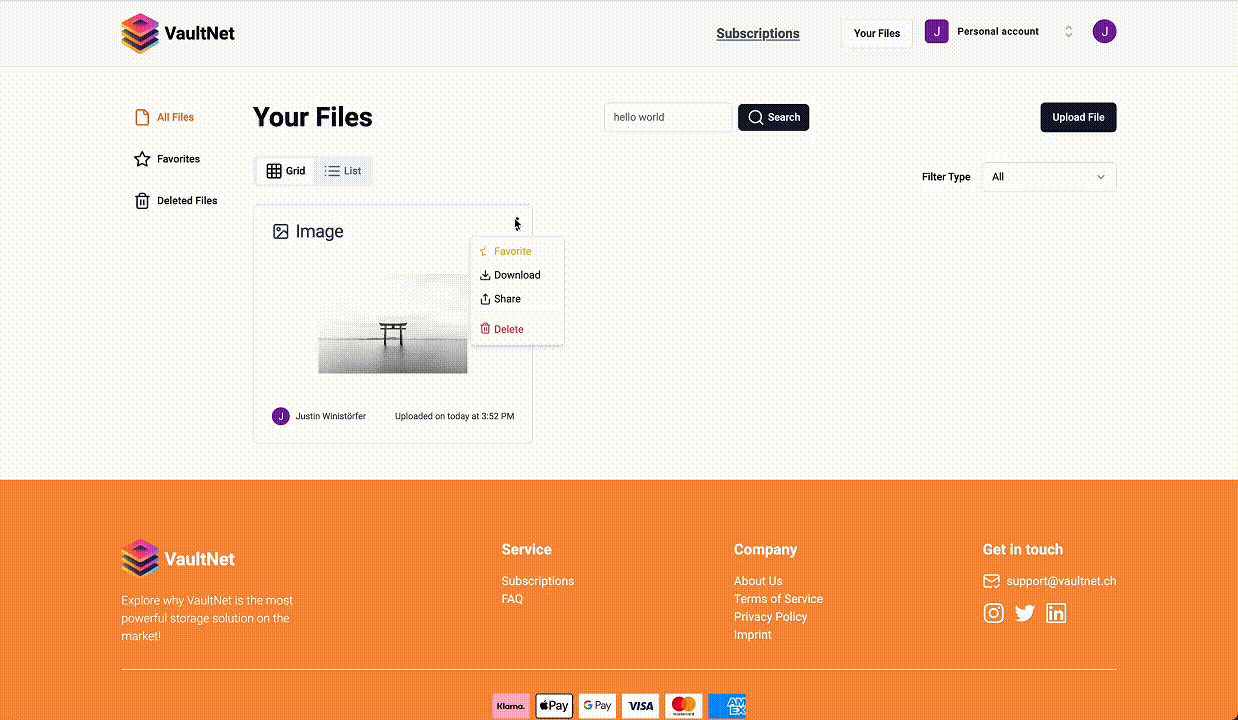 VaultNet
Subscriptions
Your Files
J
Personal account
J
All Files
Favorites
Deleted Files
Your Files
hello world
Search
Upload File
Grid
List
Filter Type
All
Image
Favorite
Download
Share
Delete
J
Justin Winistörfer
Uploaded on today at 3:52 PM
VaultNet
Explore why VaultNet is the most
powerful storage solution on the
market!
Service
Subscriptions
FAQ
Company
About Us
Terms of Service
Privacy Policy
Imprint
Get in touch
support@vaultnet.ch
Klarna.
Pay
G Pay
VISA
mastercard
AM
EX